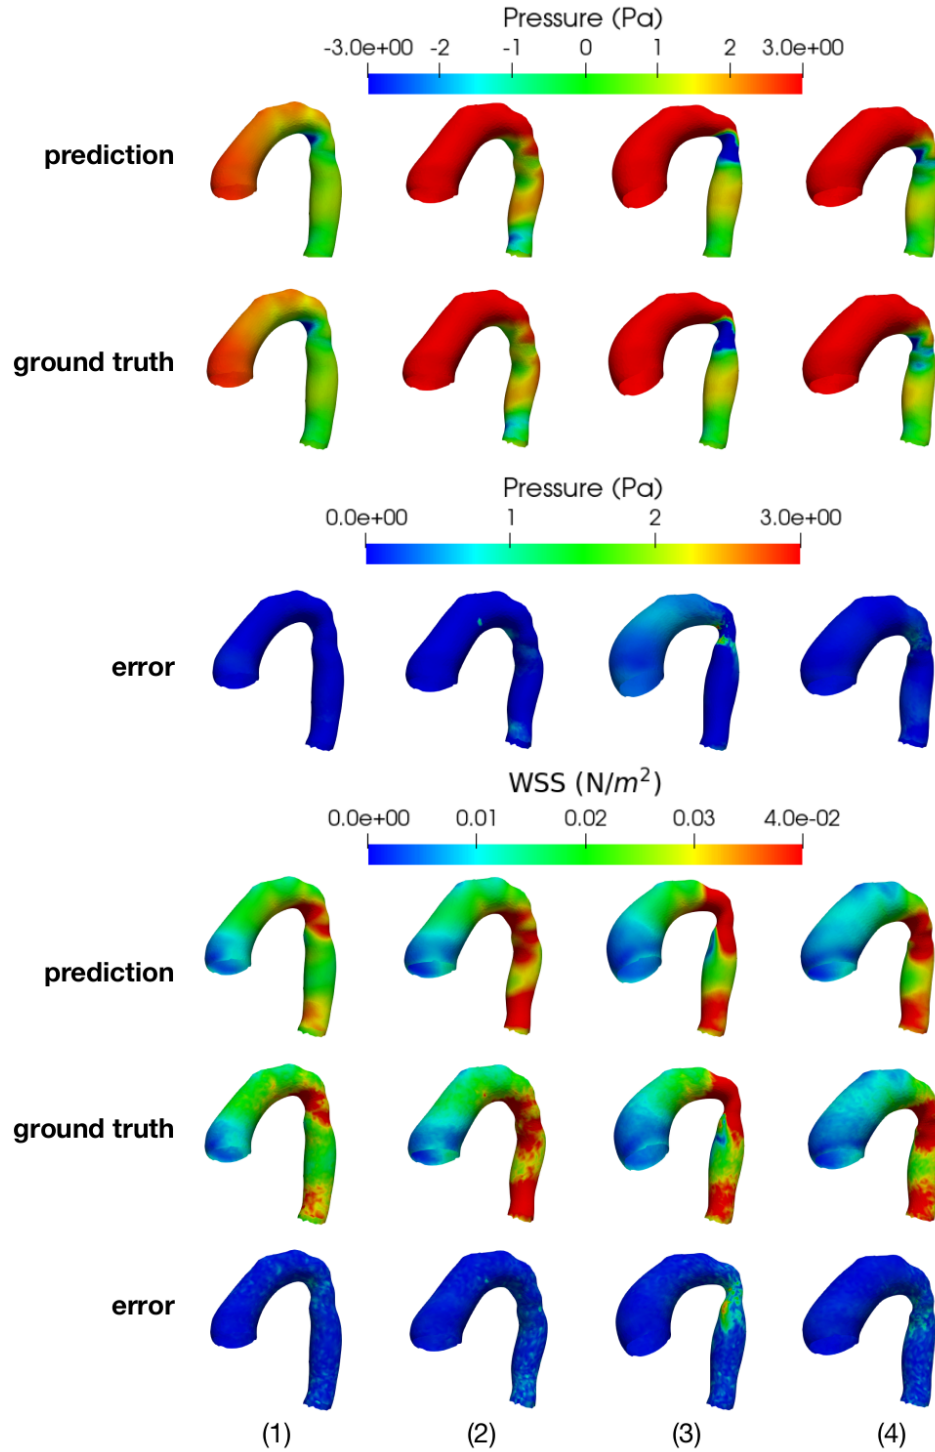 Pressure (Pa)
-3.0e+00 -2 -1 0 1 2 3.0e+00
prediction
ground truth
Pressure (Pa)
0.0e+00 1 2 3.0e+00
error
WSS (N/m²)
0.0e+00 0.01 0.02 0.03 4.0e-02
prediction
ground truth
error
(1) (2) (3) (4)